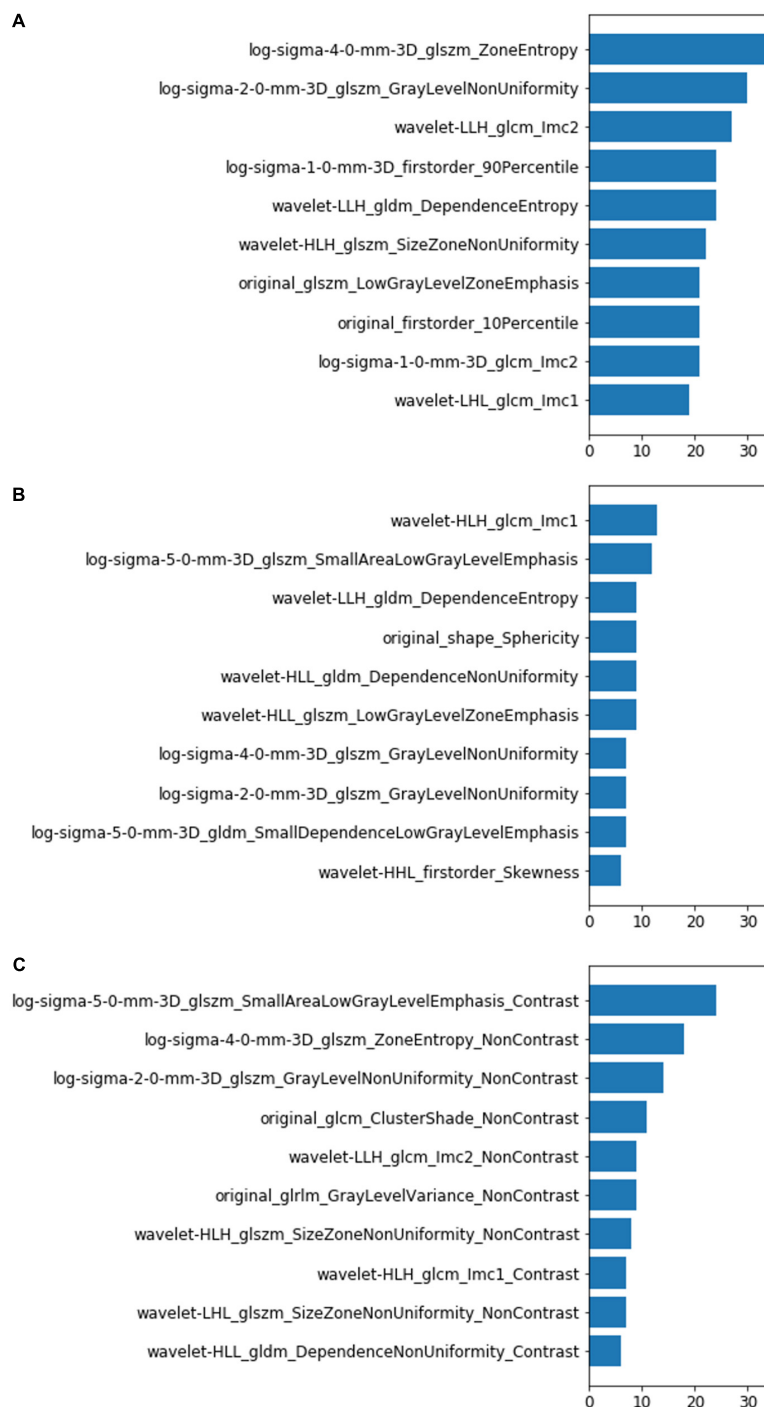 A
log-sigma-4-0-mm-3D_glszm_ZoneEntropy
log-sigma-2-0-mm-3D_glszm_GrayLevelNonUniformity
wavelet-LLH_glcm_Imc2
log-sigma-1-0-mm-3D_firstorder_90Percentile
wavelet-LLH_gldm_DependenceEntropy
wavelet-HLH_glszm_SizeZoneNonUniformity
original_glszm_LowGrayLevelZoneEmphasis
original_firstorder_10Percentile
log-sigma-1-0-mm-3D_glcm_Imc2
wavelet-LHL_glcm_Imc1
0 10 20 30
B
wavelet-HLH_glcm_Imc1
log-sigma-5-0-mm-3D_glszm_SmallAreaLowGrayLevelEmphasis
wavelet-LLH_gldm_DependenceEntropy
original_shape_Sphericity
wavelet-HLL_gldm_DependenceNonUniformity
wavelet-HLL_glszm_LowGrayLevelZoneEmphasis
log-sigma-4-0-mm-3D_glszm_GrayLevelNonUniformity
log-sigma-2-0-mm-3D_glszm_GrayLevelNonUniformity
log-sigma-5-0-mm-3D_gldm_SmallDependenceLowGrayLevelEmphasis
wavelet-HHL_firstorder_Skewness
0 10 20 30
C
log-sigma-5-0-mm-3D_glszm_SmallAreaLowGrayLevelEmphasis_Contrast
log-sigma-4-0-mm-3D_glszm_ZoneEntropy_NonContrast
log-sigma-2-0-mm-3D_glszm_GrayLevelNonUniformity_NonContrast
original_glcm_ClusterShade_NonContrast
wavelet-LLH_glcm_Imc2_NonContrast
original_glrlm_GrayLevelVariance_NonContrast
wavelet-HLH_glszm_SizeZoneNonUniformity_NonContrast
wavelet-HLH_glcm_Imc1_Contrast
wavelet-LHL_glszm_SizeZoneNonUniformity_NonContrast
wavelet-HLL_gldm_DependenceNonUniformity_Contrast
0 10 20 30